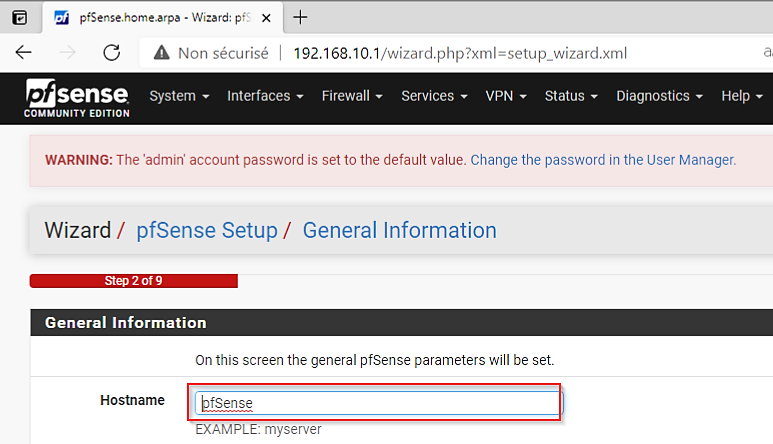 pfSense.home.arpa - Wizard: pfS
Non sécurisé 192.168.10.1/wizard.php?xml=setup_wizard.xml
pfsense
COMMUNITY EDITION
System Interfaces Firewall Services VPN Status Diagnostics Help
WARNING: The 'admin' account password is set to the default value. Change the password in the User Manager.
Wizard / pfSense Setup / General Information
Step 2 of 9
General Information
On this screen the general pfSense parameters will be set.
Hostname pfSense
EXAMPLE: myserver